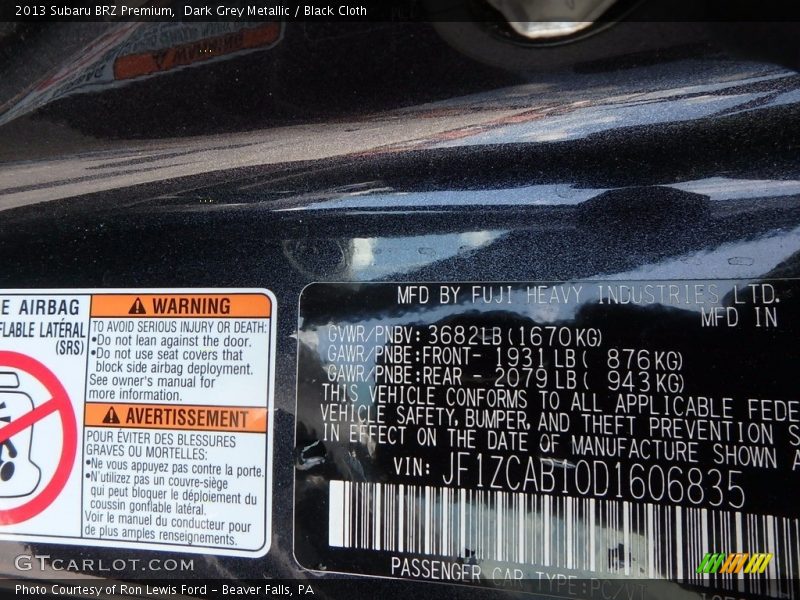 2013 Subaru BRZ Premium,  Dark Grey Metallic / Black Cloth
E AIRBAG
FLABLE LATÉRAL
(SRS)
WARNING
TO AVOID SERIOUS INJURY OR DEATH:
•Do not lean against the door.
•Do not use seat covers that
block side airbag deployment.
See owner's manual for
more information.
AVERTISSEMENT
POUR ÉVITER DES BLESSURES
GRAVES OU MORTELLES:
•Ne vous appuyez pas contre la porte.
•N'utilisez pas un couvre-siège
qui peut bloquer le déploiement du
coussin gonflable latéral.
Voir le manuel du conducteur pour
de plus amples renseignements.
MFD BY FUJI HEAVY INDUSTRIES LTD.
MFD IN
GVWR/PNBV: 3682LB(1670KG)
GAWR/PNBE:FRONT- 1931LB( 876KG)
GAWR/PNBE:REAR - 2079LB( 943KG)
THIS VEHICLE CONFORMS TO ALL APPLICABLE FEDE
VEHICLE SAFETY, BUMPER, AND THEFT PREVENTION S
IN EFFECT ON THE DATE OF MANUFACTURE SHOWN A
VIN: JF1ZCAB10D1606835
PASSENGER CAR TYPE:PC/VT
GTCARLOT.COM
Photo Courtesy of Ron Lewis Ford - Beaver Falls, PA